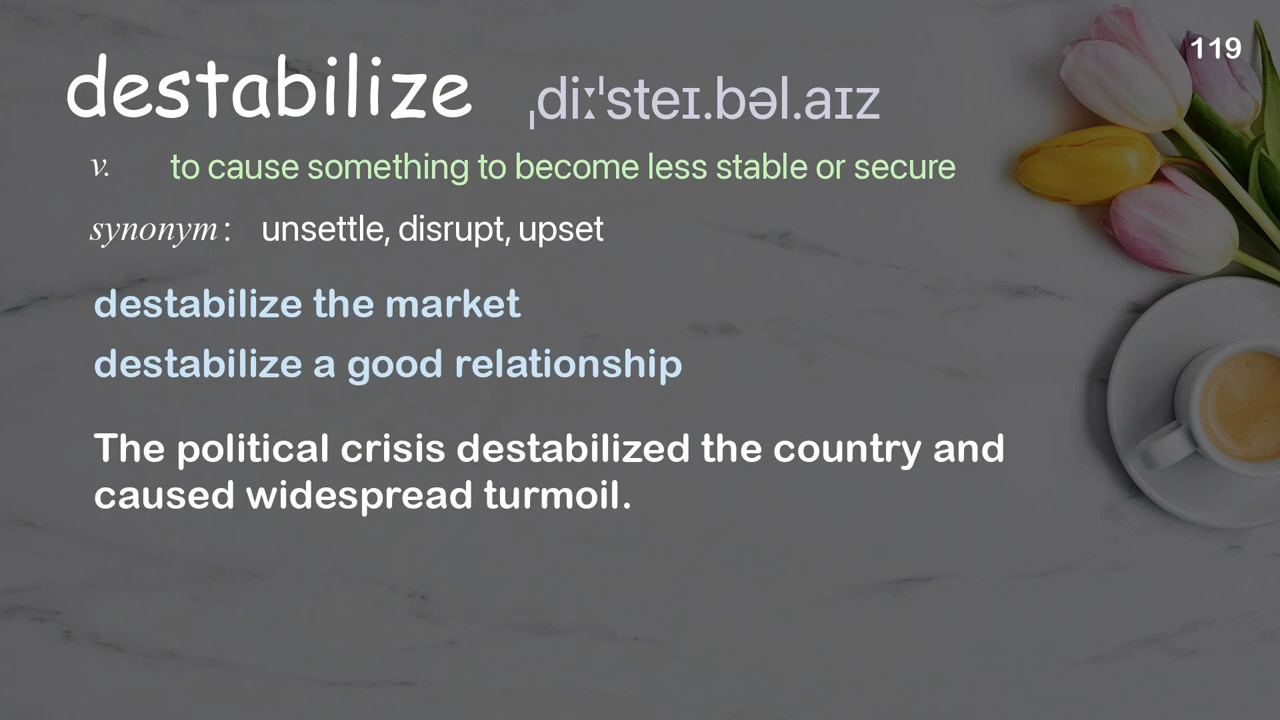 119
destabilize ˌdiːˈsteɪ.bəl.aɪz
v. to cause something to become less stable or secure
synonym: unsettle, disrupt, upset
destabilize the market
destabilize a good relationship
The political crisis destabilized the country and
caused widespread turmoil.